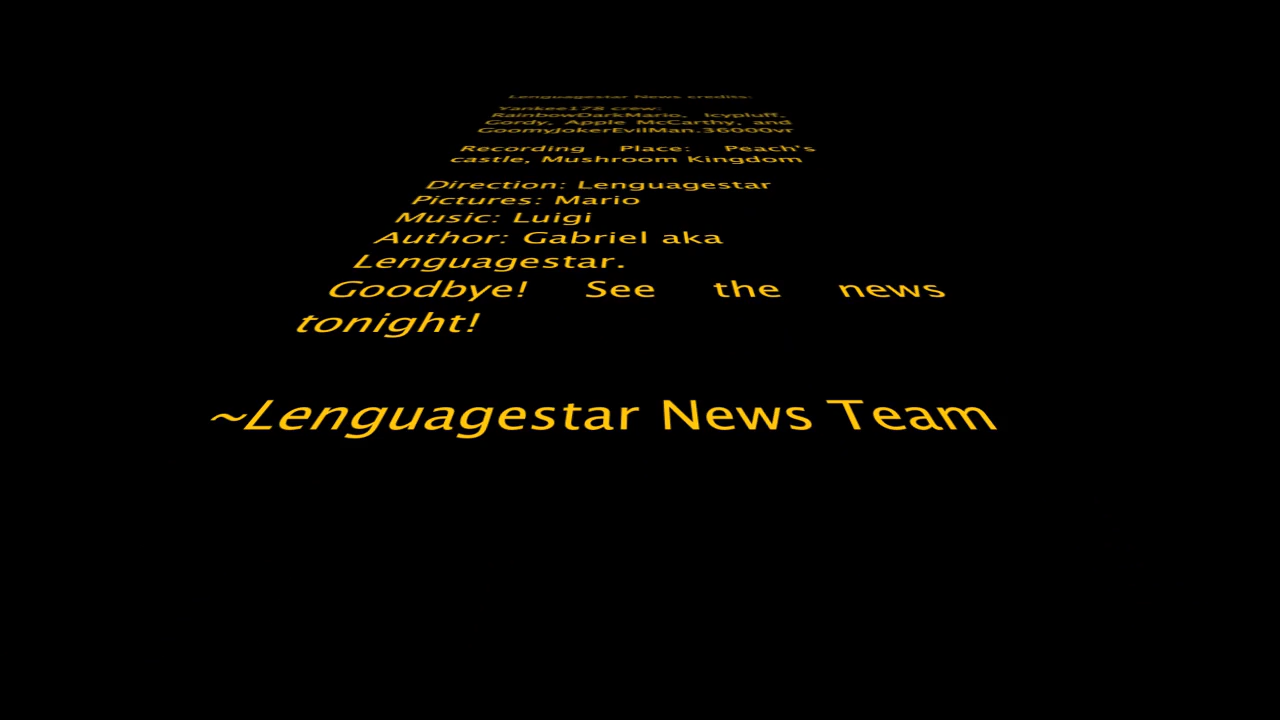 Lenguagestar News credits:
Yankee178 crew:
RainbowDarkMario, Icypluff,
Gordy, Apple McCarthy, and
GoomyJokerEvilMan.36000vr
Recording Place: Peach's
castle, Mushroom Kingdom
Direction: Lenguagestar
Pictures: Mario
Music: Luigi
Author: Gabriel aka
Lenguagestar.
Goodbye! See the news
tonight!
~Lenguagestar News Team